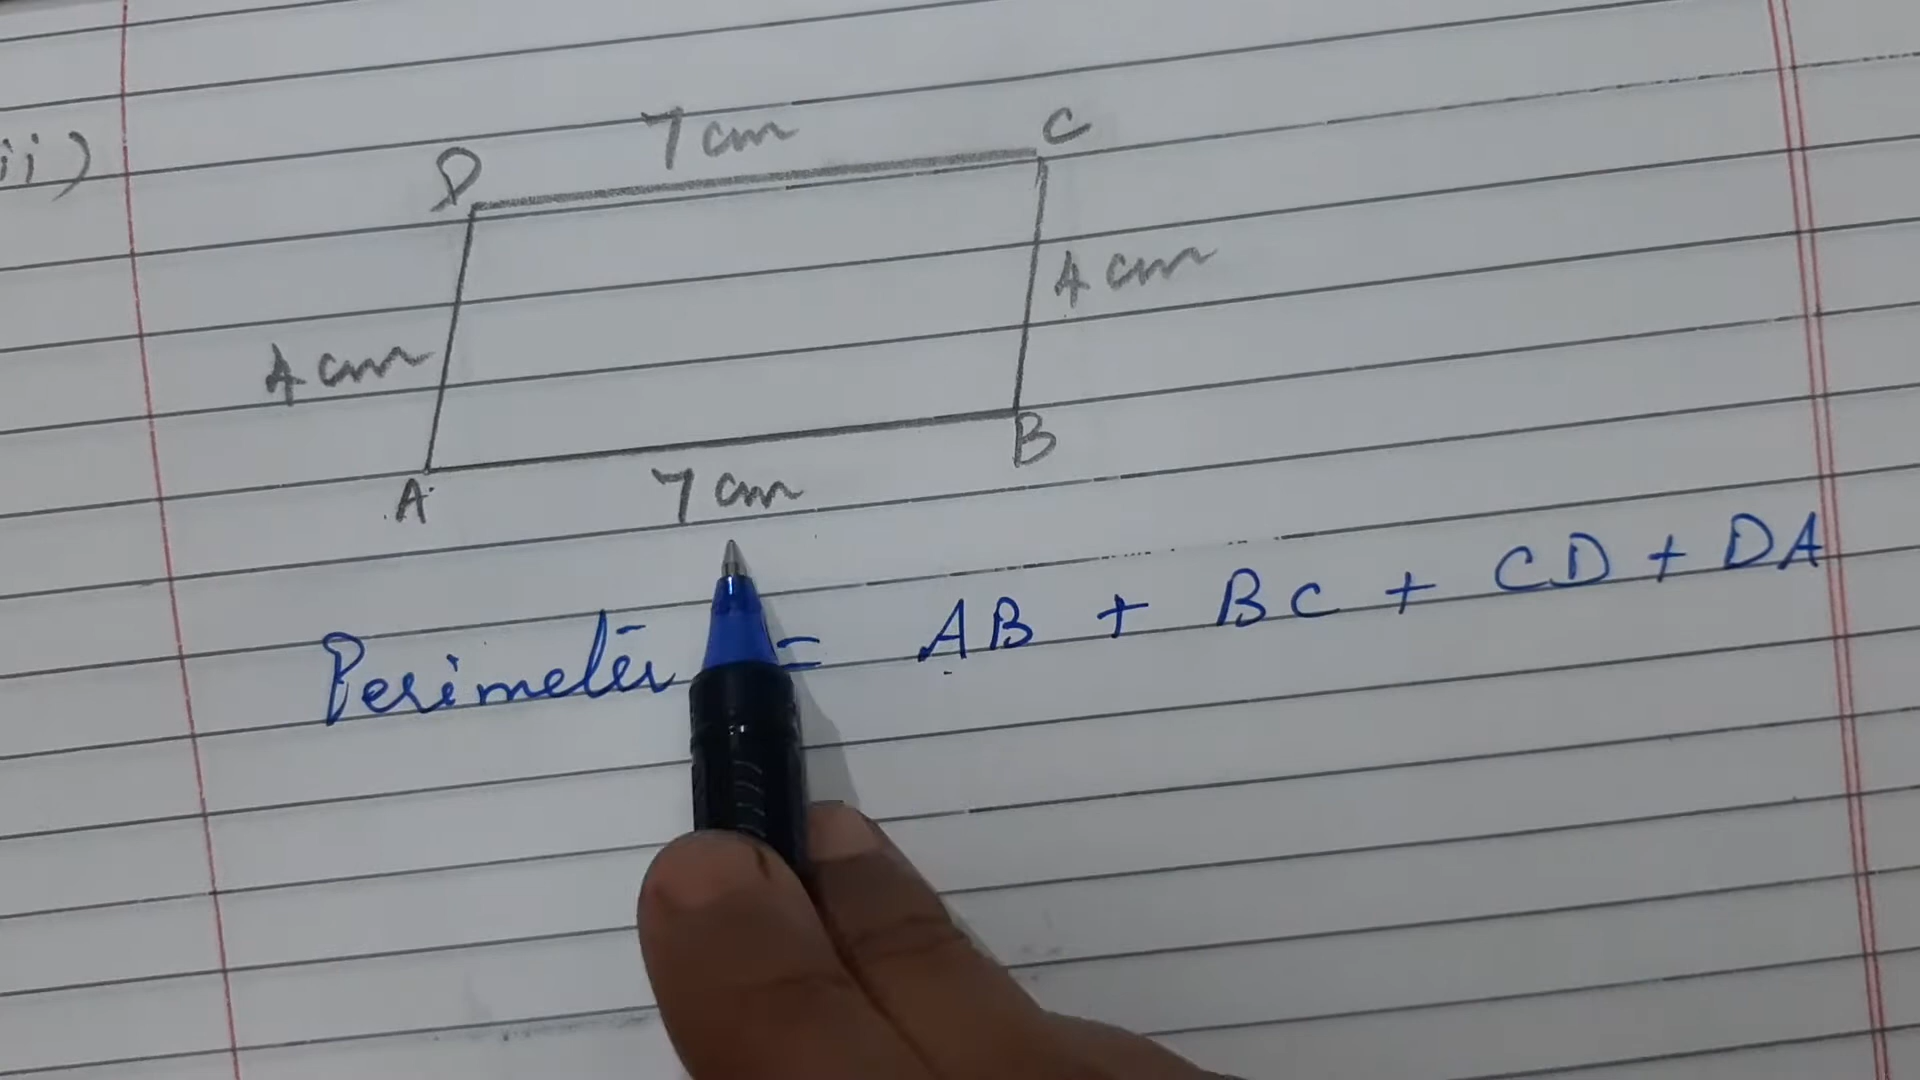 ii)
7 cm
D
C
4 cm
4 cm
A
B
7 cm
Perimeter = AB + BC + CD + DA